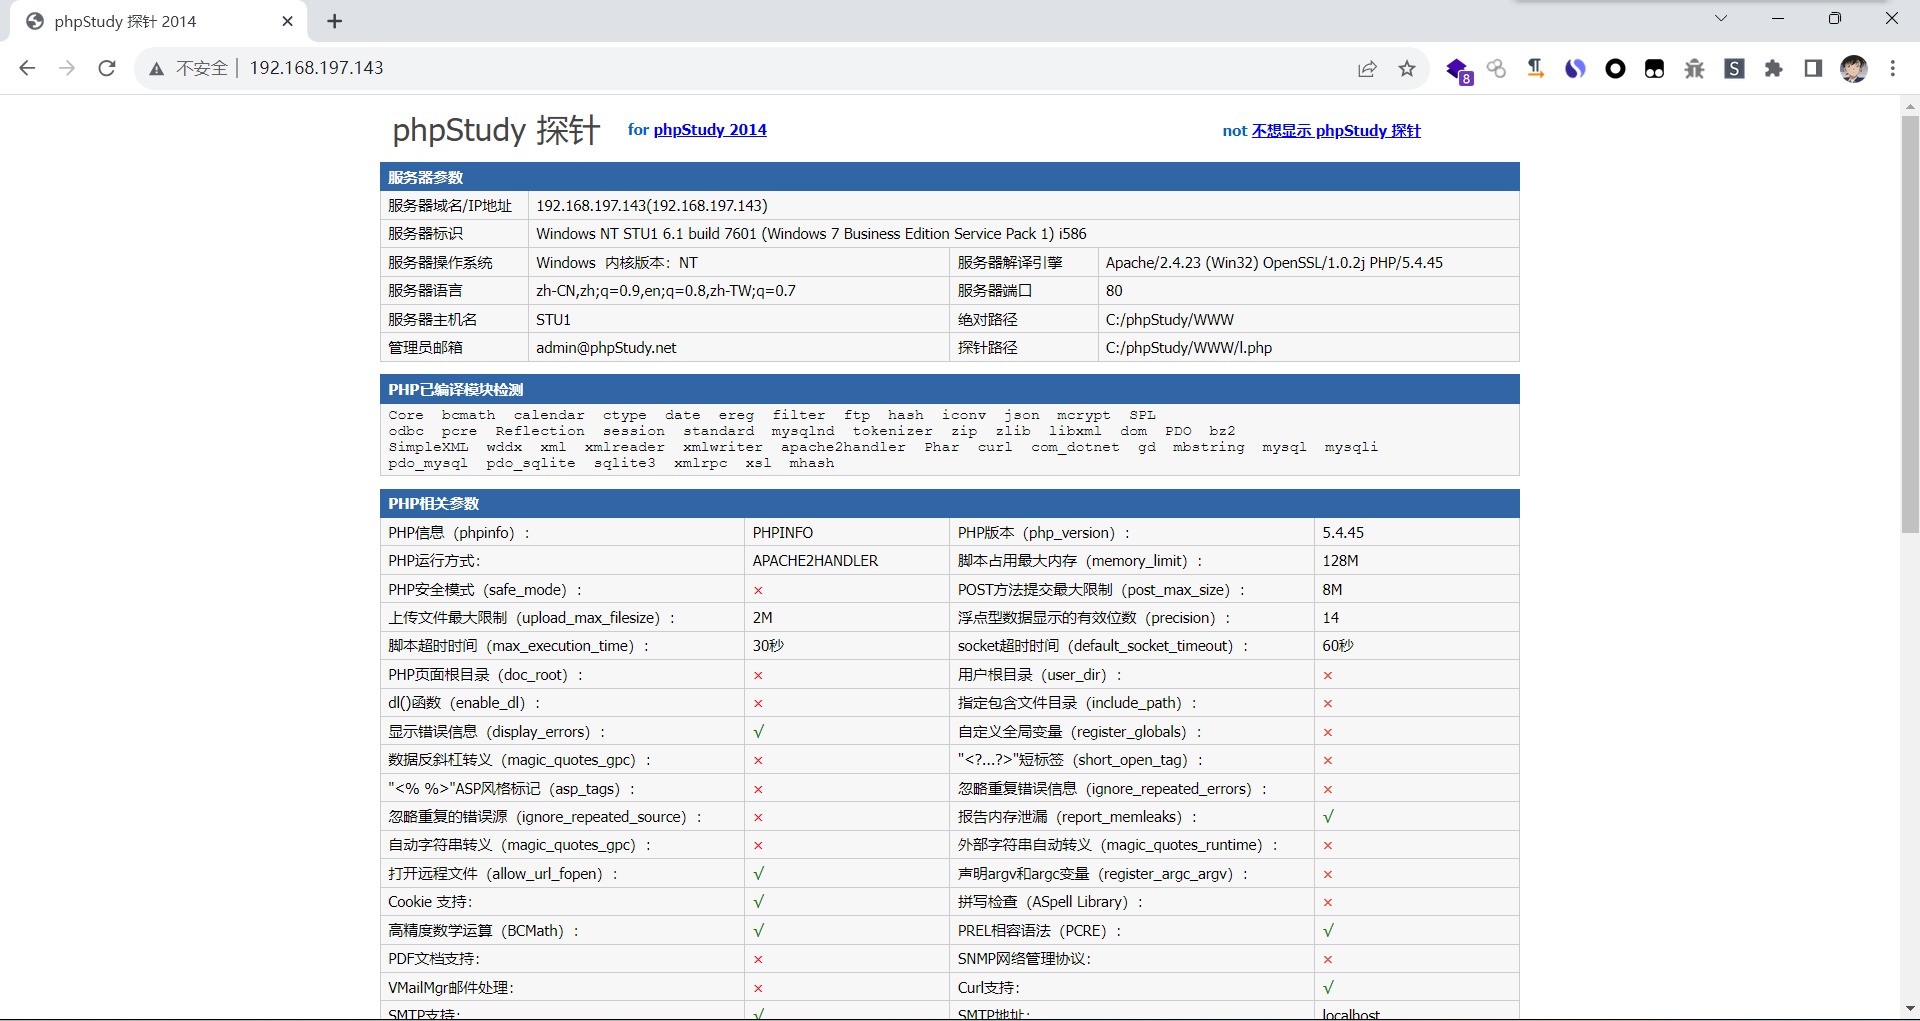 phpStudy 探针 2014
不安全 192.168.197.143
8
S
phpStudy 探针 for phpStudy 2014 not 不想显示 phpStudy 探针
服务器参数
服务器域名/IP地址 192.168.197.143(192.168.197.143)
服务器标识 Windows NT STU1 6.1 build 7601 (Windows 7 Business Edition Service Pack 1) i586
服务器操作系统 Windows 内核版本：NT 服务器解译引擎 Apache/2.4.23 (Win32) OpenSSL/1.0.2j PHP/5.4.45
服务器语言 zh-CN,zh;q=0.9,en;q=0.8,zh-TW;q=0.7 服务器端口 80
服务器主机名 STU1 绝对路径 C:/phpStudy/WWW
管理员邮箱 admin@phpStudy.net 探针路径 C:/phpStudy/WWW/l.php
PHP已编译模块检测
Core bcmath calendar ctype date ereg filter ftp hash iconv json mcrypt SPL
odbc pcre Reflection session standard mysqlnd tokenizer zip zlib libxml dom PDO bz2
SimpleXML wddx xml xmlreader xmlwriter apache2handler Phar curl com_dotnet gd mbstring mysql mysqli
pdo_mysql pdo_sqlite sqlite3 xmlrpc xsl mhash
PHP相关参数
PHP信息（phpinfo）： PHPINFO PHP版本（php_version）： 5.4.45
PHP运行方式： APACHE2HANDLER 脚本占用最大内存（memory_limit）： 128M
PHP安全模式（safe_mode）： × POST方法提交最大限制（post_max_size）： 8M
上传文件最大限制（upload_max_filesize）： 2M 浮点型数据显示的有效位数（precision）： 14
脚本超时时间（max_execution_time）： 30秒 socket超时时间（default_socket_timeout）： 60秒
PHP页面根目录（doc_root）： × 用户根目录（user_dir）： ×
dl()函数（enable_dl）： × 指定包含文件目录（include_path）： ×
显示错误信息（display_errors）： √ 自定义全局变量（register_globals）： ×
数据反斜杠转义（magic_quotes_gpc）： × "<?...?>"短标签（short_open_tag）： ×
"<% %>"ASP风格标记（asp_tags）： × 忽略重复错误信息（ignore_repeated_errors）： ×
忽略重复的错误源（ignore_repeated_source）： × 报告内存泄漏（report_memleaks）： √
自动字符串转义（magic_quotes_gpc）： × 外部字符串自动转义（magic_quotes_runtime）： ×
打开远程文件（allow_url_fopen）： √ 声明argv和argc变量（register_argc_argv）： ×
Cookie 支持： √ 拼写检查（ASpell Library）： ×
高精度数学运算（BCMath）： √ PREL相容语法（PCRE）： √
PDF文档支持： × SNMP网络管理协议： ×
VMailMgr邮件处理： × Curl支持： √
SMTP支持： √ SMTP地址： localhost